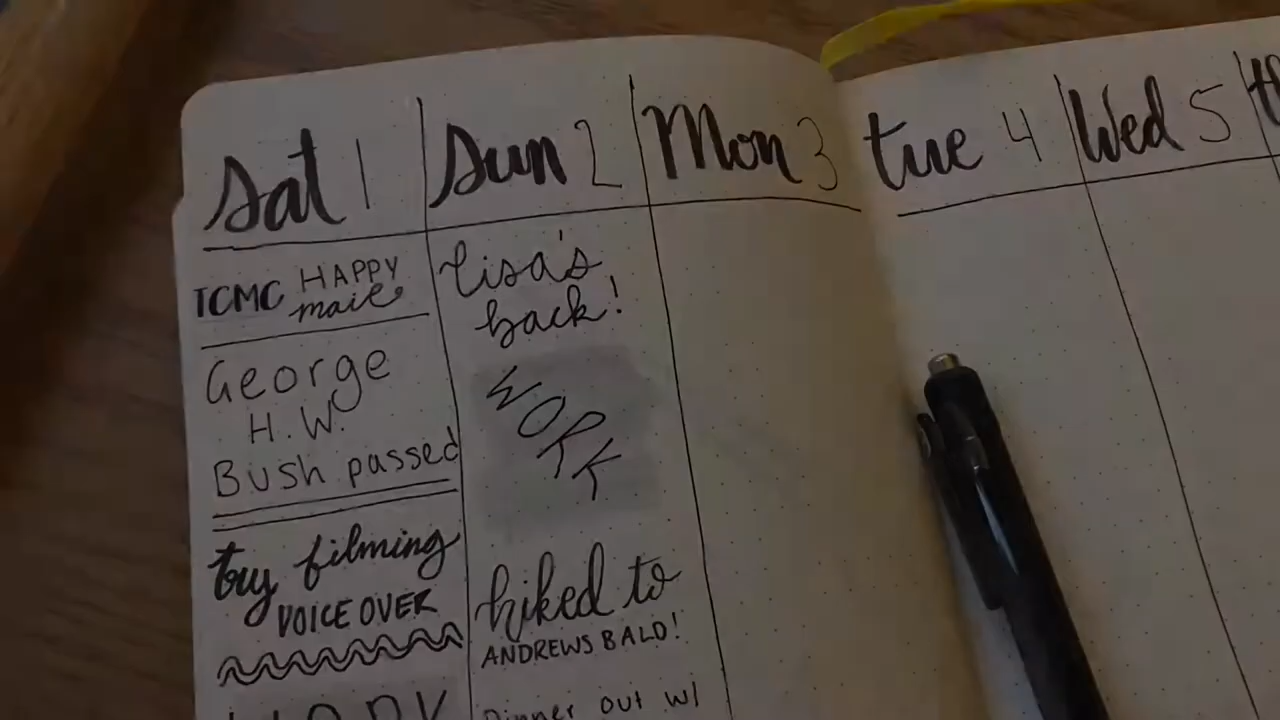 Sat 1
Sun 2
Mon 3
tue 4
Wed 5
TCMC HAPPY
mail
George
H.W.
Bush passed
try filming
VOICE OVER
WORK
Lisa's
back!
WORK
hiked to
ANDREWS BALD!
Dinner out w/